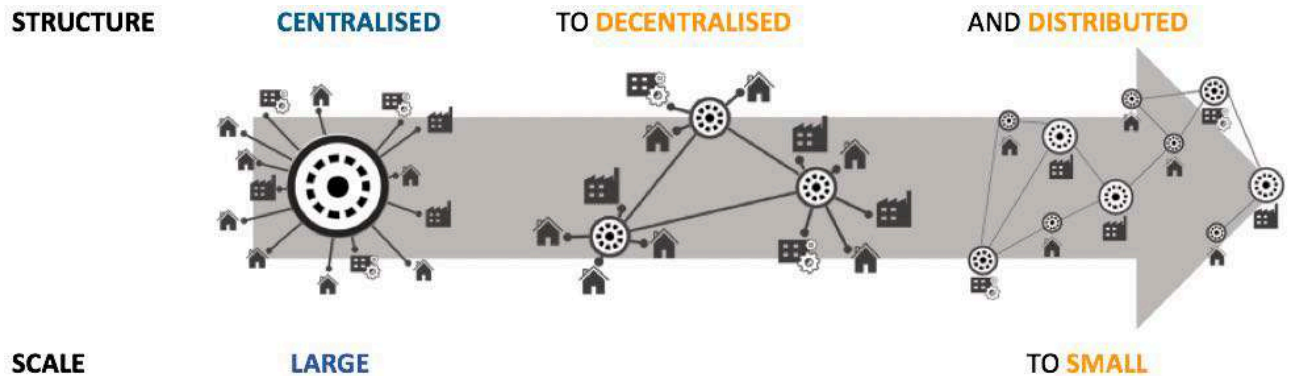 STRUCTURE CENTRALISED TO DECENTRALISED AND DISTRIBUTED
SCALE LARGE TO SMALL